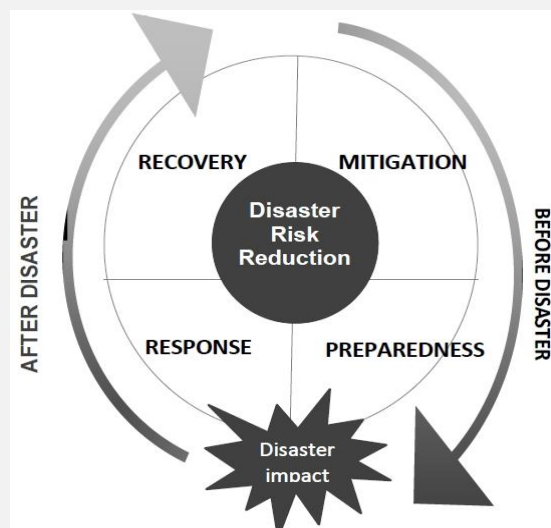 RECOVERY
MITIGATION
Disaster
Risk
Reduction
AFTER DISASTER
BEFORE DISASTER
RESPONSE
PREPAREDNESS
Disaster
impact